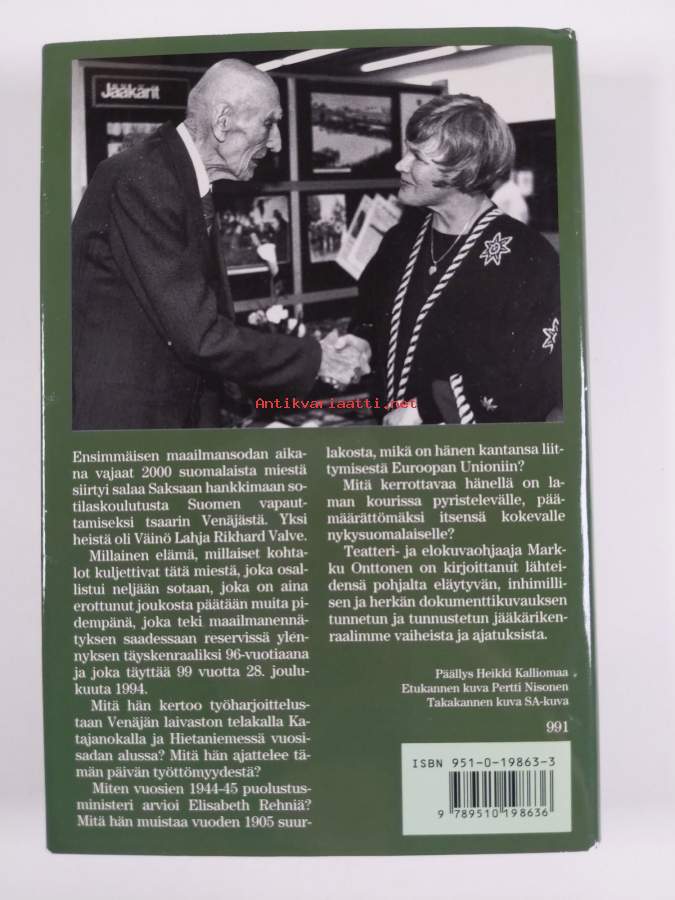 Jääkärit
Antikvariaatti.net
Ensimmäisen maailmansodan aika-
na vajaat 2000 suomalaista miestä
siirtyi salaa Saksaan hankkimaan so-
tilaskoulutusta Suomen vapaut-
tamiseksi tsaarin Venäjästä. Yksi
heistä oli Väinö Lahja Rikhard Valve.
Millainen elämä, millaiset kohta-
lot kuljettivat tätä miestä, joka osal-
listui neljään sotaan, joka on aina
erottunut joukosta päätään muita pi-
dempänä, joka teki maailmanennä-
tyksen saadessaan reservissä ylen-
nyksen täyskenraaliksi 96-vuotiaana
ja joka täyttää 99 vuotta 28. joulu-
kuuta 1994.
Mitä hän kertoo työharjoittelus-
taan Venäjän laivaston telakalla Ka-
tajanokalla ja Hietaniemessä vuosi-
sadan alussa? Mitä hän ajattelee tä-
män päivän työttömyydestä?
Miten vuosien 1944-45 puolustus-
ministeri arvioi Elisabeth Rehniä?
Mitä hän muistaa vuoden 1905 suur-
lakosta, mikä on hänen kantansa liit-
tymisestä Euroopan Unioniin?
Mitä kerrottavaa hänellä on la-
man kourissa pyristelevälle, pää-
määrättömäksi itsensä kokevalle
nykysuomalaiselle?
Teatteri- ja elokuvaohjaaja Mark-
ku Onttonen on kirjoittanut lähtei-
densä pohjalta eläytyvän, inhimilli-
sen ja herkän dokumenttikuvauksen
tunnetun ja tunnustetun jääkäriken-
raalimme vaiheista ja ajatuksista.
Päällys Heikki Kalliomaa
Etukannen kuva Pertti Nisonen
Takakannen kuva SA-kuva
991
ISBN 951-0-19863-3
9 789510 198636